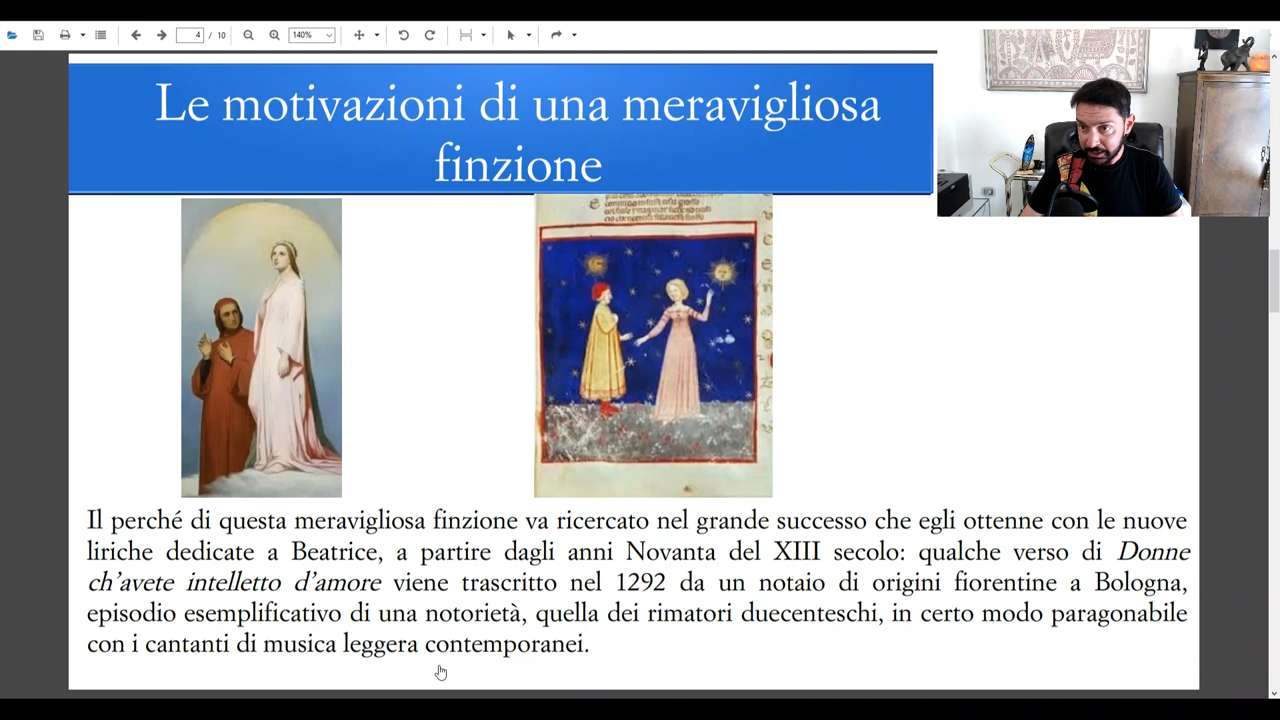 4 / 10
140%
Le motivazioni di una meravigliosa
finzione
Il perché di questa meravigliosa finzione va ricercato nel grande successo che egli ottenne con le nuove
liriche dedicate a Beatrice, a partire dagli anni Novanta del XIII secolo: qualche verso di Donne
ch’avete intelletto d’amore viene trascritto nel 1292 da un notaio di origini fiorentine a Bologna,
episodio esemplificativo di una notorietà, quella dei rimatori duecenteschi, in certo modo paragonabile
con i cantanti di musica leggera contemporanei.